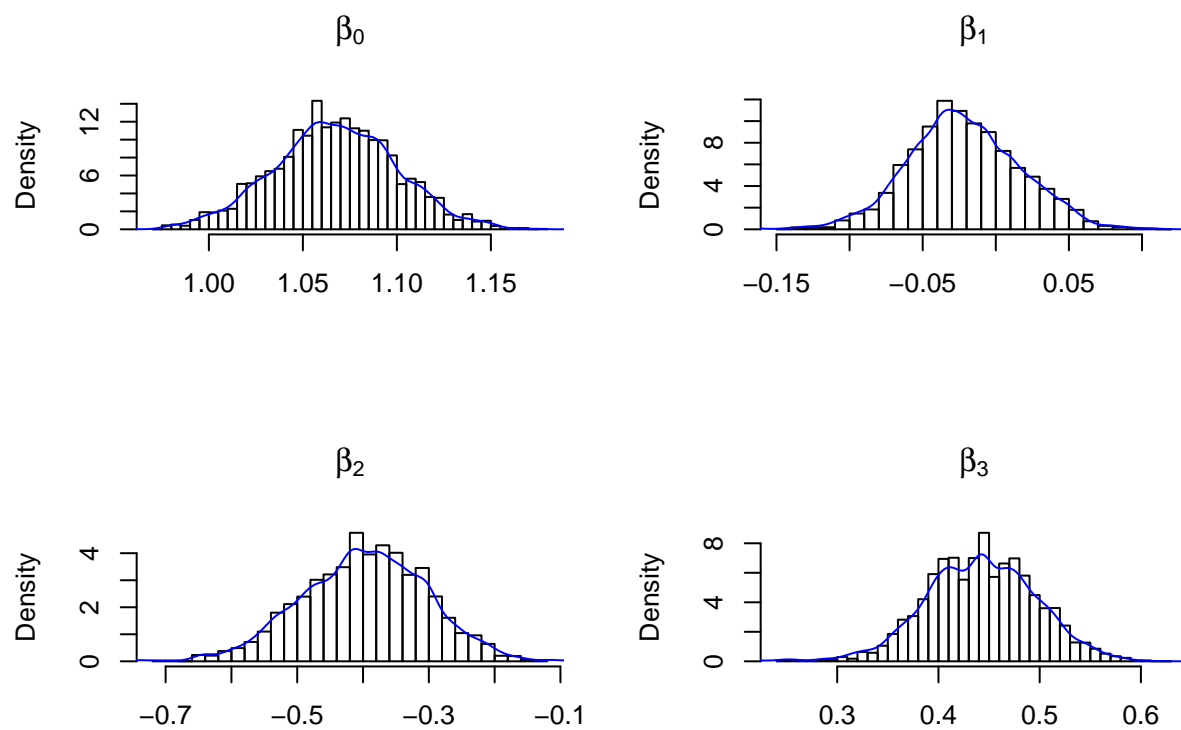 β₀
Density
0 6 12
1.00 1.05 1.10 1.15
β₁
Density
0 4 8
−0.15 −0.05 0.05
β₂
Density
0 2 4
−0.7 −0.5 −0.3 −0.1
β₃
Density
0 4 8
0.3 0.4 0.5 0.6